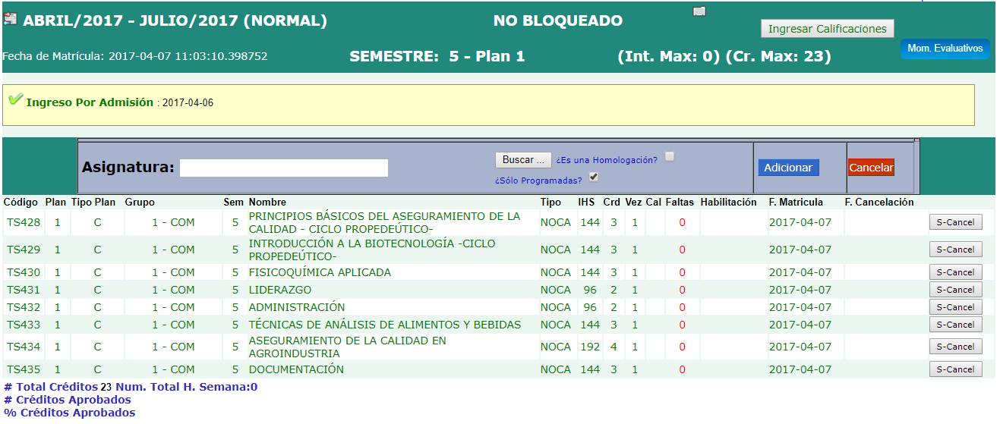 ABRIL/2017 - JULIO/2017 (NORMAL) NO BLOQUEADO
Ingresar Calificaciones
Fecha de Matrícula: 2017-04-07 11:03:10.398752 SEMESTRE: 5 - Plan 1 (Int. Max: 0) (Cr. Max: 23) Mom. Evaluativos
Ingreso Por Admisión : 2017-04-06
Asignatura: Buscar ... ¿Es una Homologación? Adicionar Cancelar
¿Sólo Programadas?
Código Plan Tipo Plan Grupo Sem Nombre Tipo IHS Crd Vez Cal Faltas Habilitación F. Matricula F. Cancelación
TS428 1 C 1 - COM 5 PRINCIPIOS BÁSICOS DEL ASEGURAMIENTO DE LA
CALIDAD - CICLO PROPEDEÚTICO- NOCA 144 3 1 0 2017-04-07 S-Cancel
TS429 1 C 1 - COM 5 INTRODUCCIÓN A LA BIOTECNOLOGÍA -CICLO
PROPEDEÚTICO- NOCA 144 3 1 0 2017-04-07 S-Cancel
TS430 1 C 1 - COM 5 FISICOQUÍMICA APLICADA NOCA 144 3 1 0 2017-04-07 S-Cancel
TS431 1 C 1 - COM 5 LIDERAZGO NOCA 96 2 1 0 2017-04-07 S-Cancel
TS432 1 C 1 - COM 5 ADMINISTRACIÓN NOCA 96 2 1 0 2017-04-07 S-Cancel
TS433 1 C 1 - COM 5 TÉCNICAS DE ANÁLISIS DE ALIMENTOS Y BEBIDAS NOCA 144 3 1 0 2017-04-07 S-Cancel
TS434 1 C 1 - COM 5 ASEGURAMIENTO DE LA CALIDAD EN
AGROINDUSTRIA NOCA 192 4 1 0 2017-04-07 S-Cancel
TS435 1 C 1 - COM 5 DOCUMENTACIÓN NOCA 144 3 1 0 2017-04-07 S-Cancel
# Total Créditos 23 Num. Total H. Semana:0
# Créditos Aprobados
% Créditos Aprobados